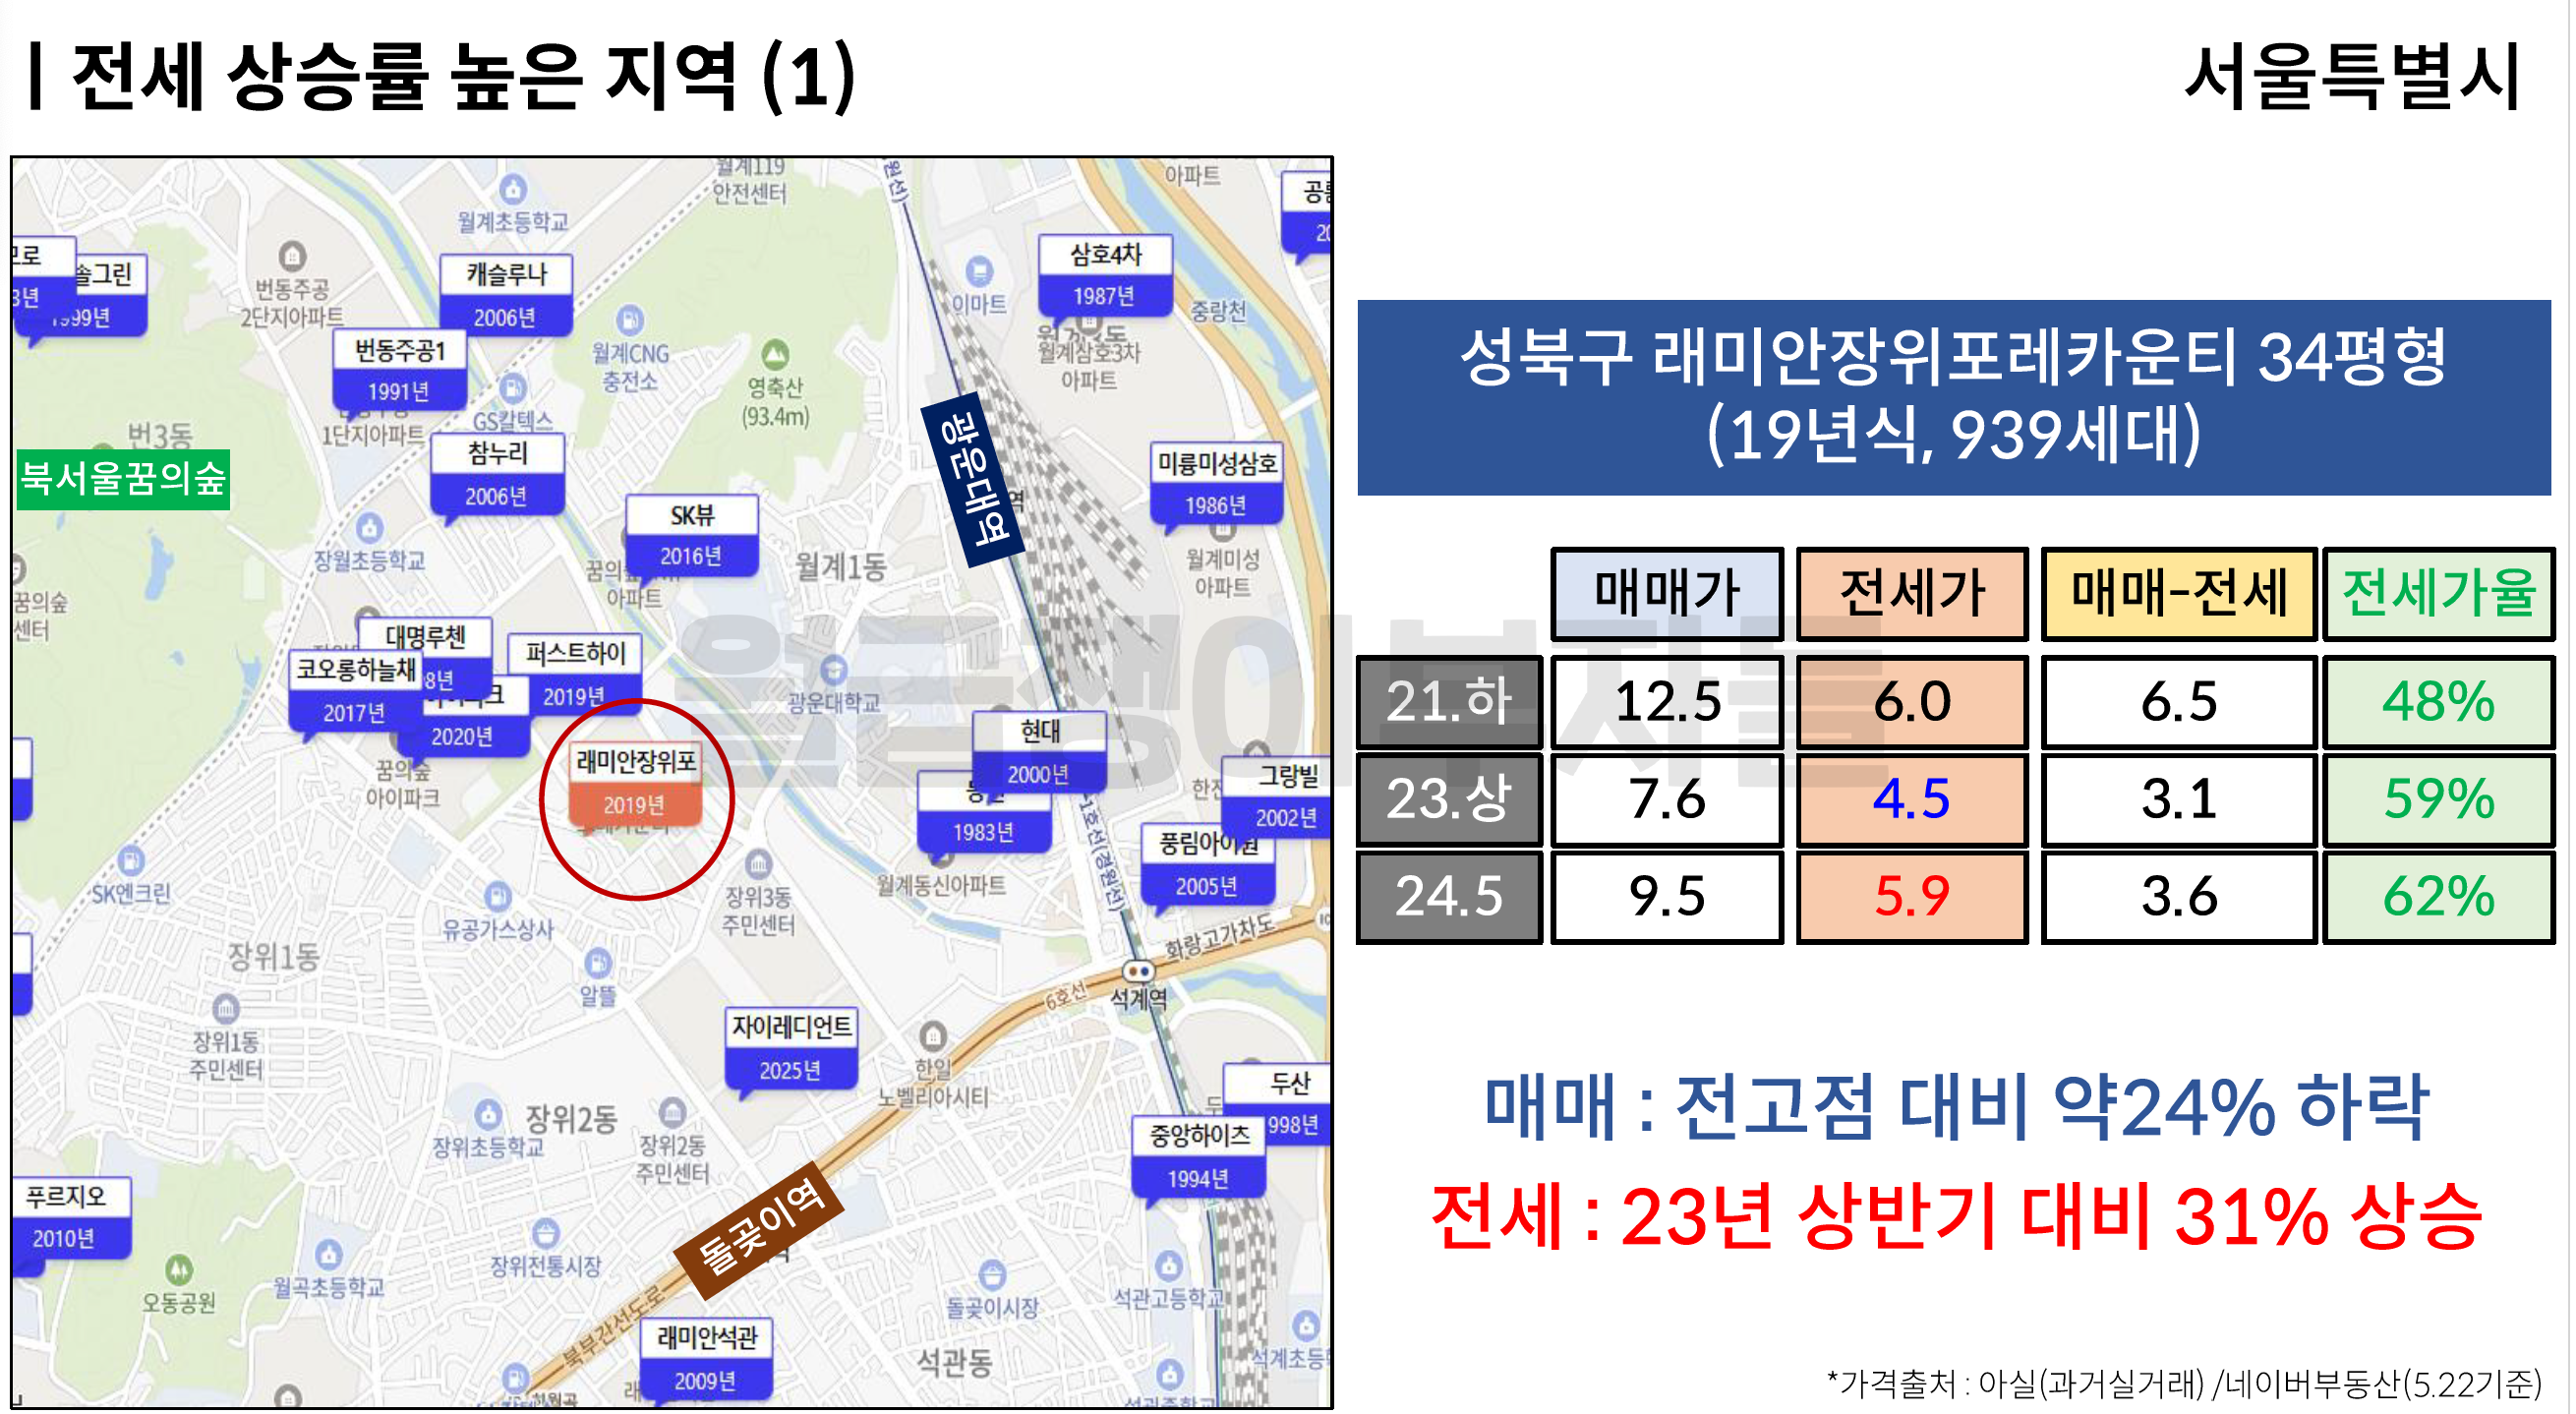 | 전세 상승률 높은 지역 (1)
서울특별시
월계119
안전센터
아파트
월계초등학교
번동주공
2단지아파트
솔그린
1999년
캐슬루나
2006년
번동주공1
1991년
1단지아파트
GS칼텍스
월계CNG
충전소
영축산
(93.4m)
이마트
삼호4차
1987년
월계삼호3차
아파트
중랑천
번3동
북서울꿈의숲
참누리
2006년
SK뷰
2016년
광운대역
미륭미성삼호
1986년
월계미성
아파트
장월초등학교
월계1동
아파트
꿈의숲
센터
대명루첸
코오롱하늘채
2017년
2020년
퍼스트하이
2019년
광운대학교
래미안장위포
2019년
꿈의숲
아이파크
현대
2000년
1983년
그랑빌
2002년
풍림아이원
2005년
1호선(경원선)
월계동신아파트
SK엔크린
유공가스상사
장위3동
주민센터
장위1동
알뜰
화랑고가차도
6호선
석계역
장위1동
주민센터
자이레디언트
2025년
한일
노벨리아시티
두산
1998년
장위2동
장위초등학교
장위2동
주민센터
중앙하이츠
1994년
푸르지오
2010년
돌곶이역
장위전통시장
오동공원
월곡초등학교
돌곶이시장
석관고등학교
북부간선도로
래미안석관
2009년
석관동
월급쟁이부자들
성북구 래미안장위포레카운티 34평형
(19년식, 939세대)
매매가 전세가 매매-전세 전세가율
21.하 12.5 6.0 6.5 48%
23.상 7.6 4.5 3.1 59%
24.5 9.5 5.9 3.6 62%
매매 : 전고점 대비 약24% 하락
전세 : 23년 상반기 대비 31% 상승
*가격출처 : 아실(과거실거래) /네이버부동산(5.22기준)